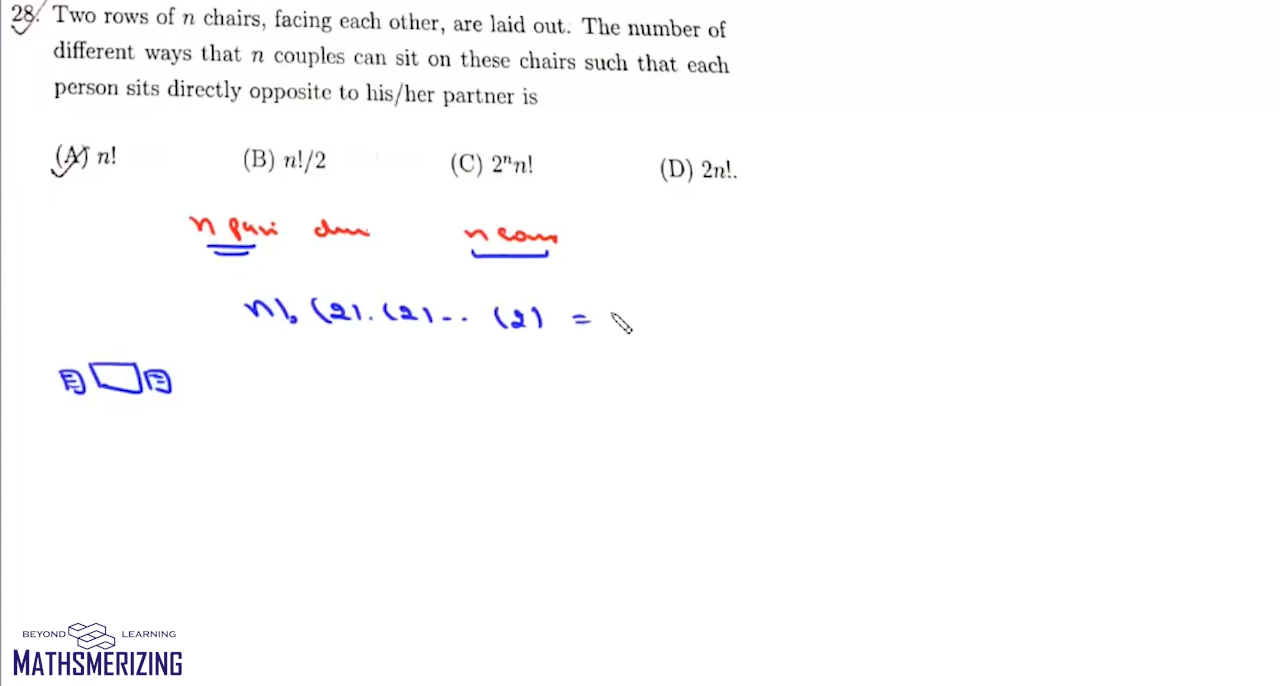 28. Two rows of n chairs, facing each other, are laid out. The number of
different ways that n couples can sit on these chairs such that each
person sits directly opposite to his/her partner is
(A) n! (B) n!/2 (C) 2ⁿn! (D) 2n!.
n n
n!. (2). (2) -.. (2) =
BEYOND LEARNING
MATHSMERIZING